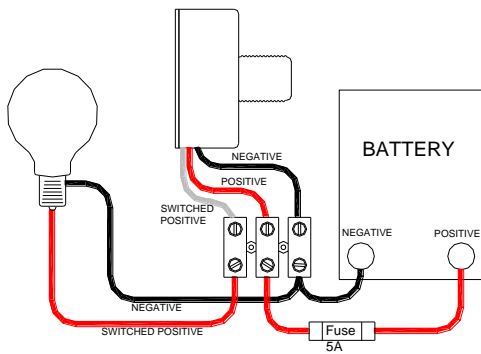 NEGATIVE
BATTERY
POSITIVE
SWITCHED
POSITIVE
NEGATIVE
POSITIVE
NEGATIVE
SWITCHED POSITIVE
Fuse
5A